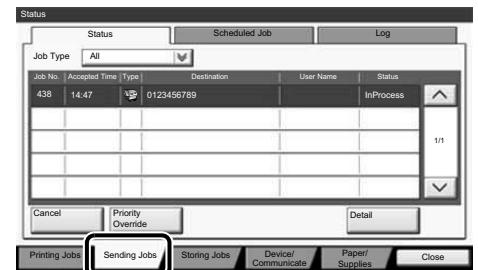 Status
Status Scheduled Job Log
Job Type All
Job No. Accepted Time Type Destination User Name Status
438 14:47 0123456789 InProcess
1/1
Cancel Priority Override Detail
Printing Jobs Sending Jobs Storing Jobs Device/ Communicate Paper/ Supplies Close